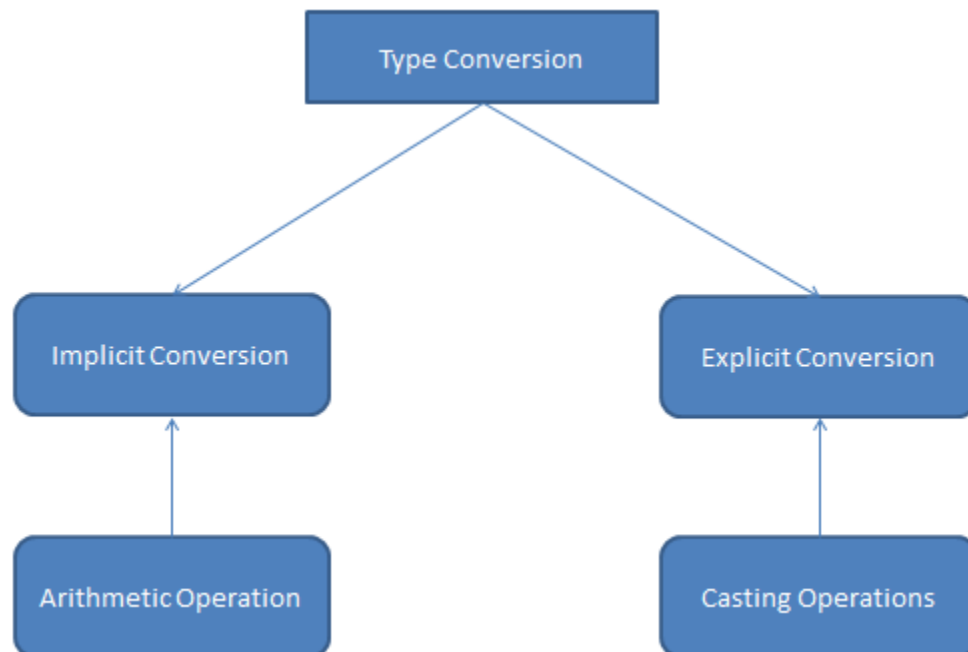 Type Conversion
Implicit Conversion
Explicit Conversion
Arithmetic Operation
Casting Operations